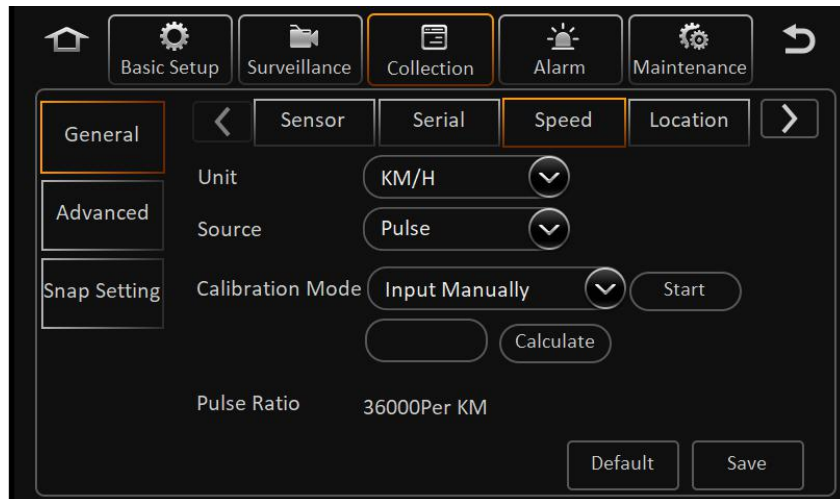 Basic Setup Surveillance Collection Alarm Maintenance
General
Advanced
Snap Setting
Sensor Serial Speed Location
Unit KM/H
Source Pulse
Calibration Mode Input Manually Start
Calculate
Pulse Ratio 36000Per KM
Default Save